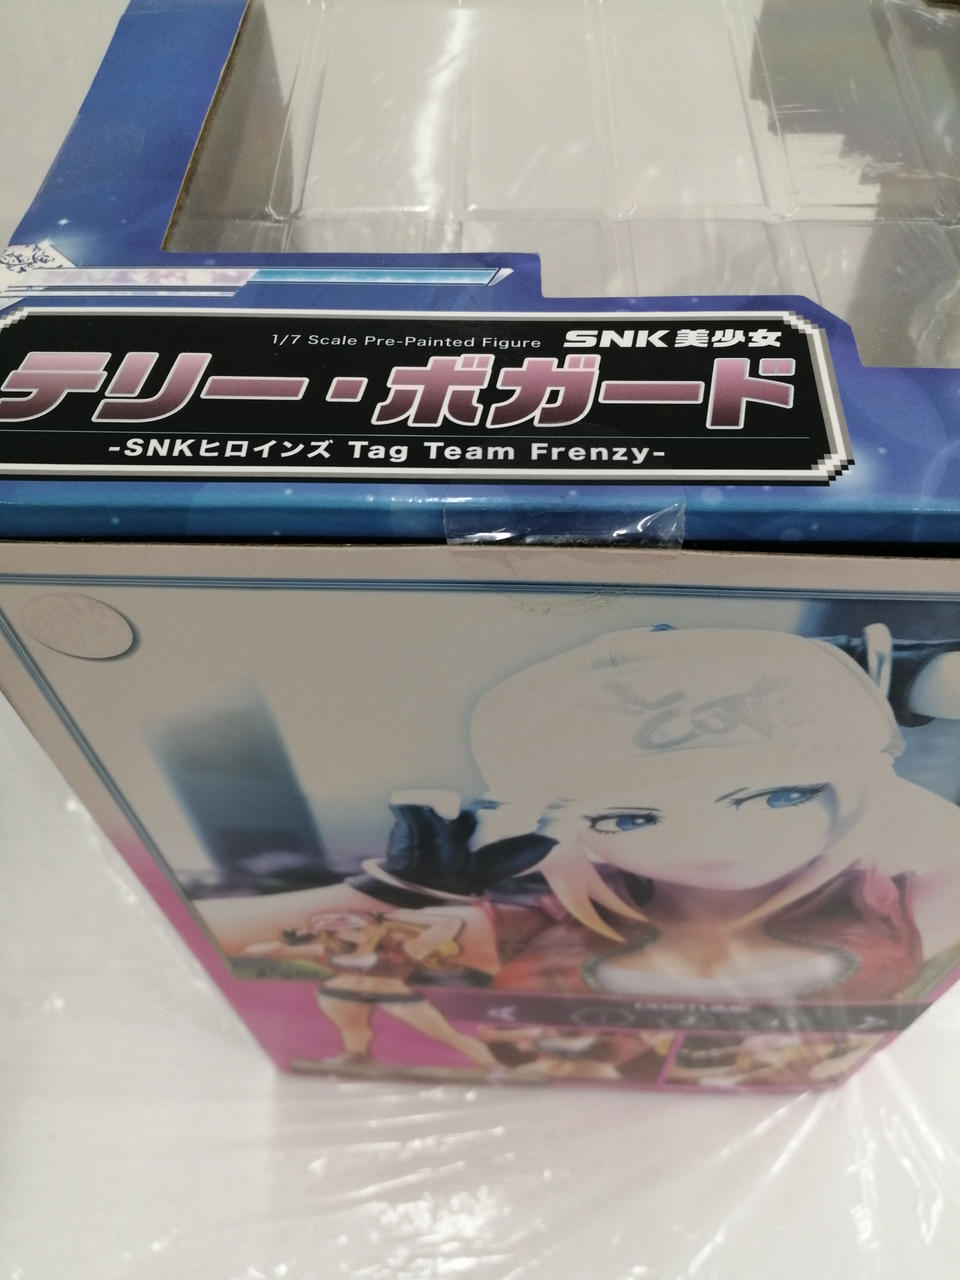 1/7 Scale Pre-Painted Figure SNK美少女
テリー・ボガード
-SNKヒロインズ Tag Team Frenzy-
COSTUME